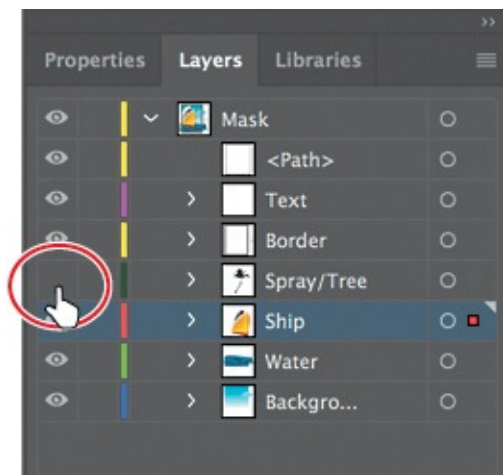 Properties Layers Libraries
Mask
<Path>
Text
Border
Spray/Tree
Ship
Water
Backgro...